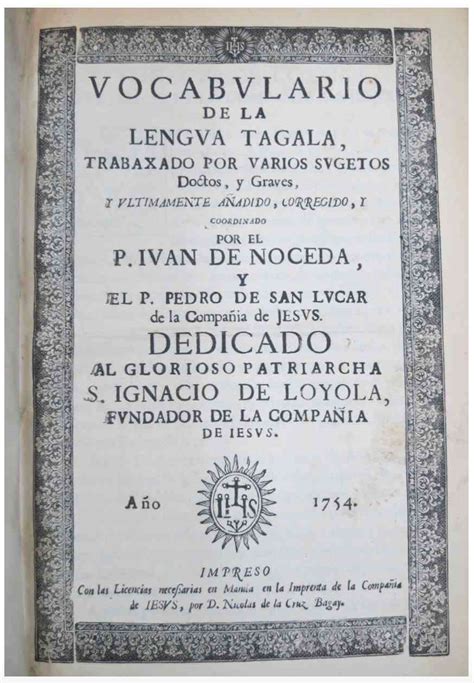 IHS
VOCABVLARIO
DE LA
LENGVA TAGALA,
TRABAXADO POR VARIOS SVGETOS
Doctos, y Graves,
Y VLTIMAMENTE AÑADIDO, CORREGIDO, Y
COORDINADO
POR EL
P. IVAN DE NOCEDA,
Y
EL P. PEDRO DE SAN LVCAR
de la Compañia de JESVS.
DEDICADO
AL GLORIOSO PATRIARCHA
S. IGNACIO DE LOYOLA,
FVNDADOR DE LA COMPAÑIA
DE IESVS.
Año IHS 1754.
IMPRESO
Con las Licencias necessarias en Manila en la Imprenta de la Compañia
de IESVS, por D. Nicolas de la Cruz Bagay.